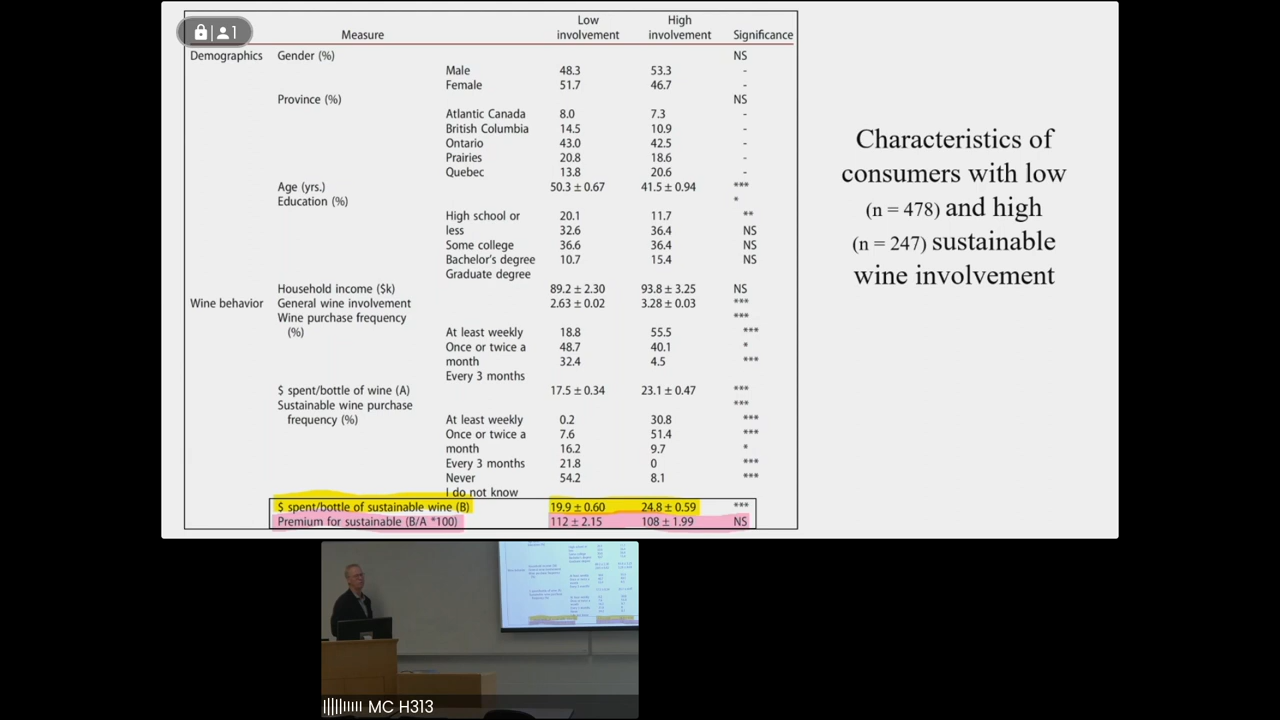 1
Low High
Measure involvement involvement Significance
Demographics Gender (%) NS
Male 48.3 53.3 -
Female 51.7 46.7 -
Province (%) NS
Atlantic Canada 8.0 7.3 -
British Columbia 14.5 10.9 -
Ontario 43.0 42.5 -
Prairies 20.8 18.6 -
Quebec 13.8 20.6 -
Age (yrs.) 50.3 ± 0.67 41.5 ± 0.94 ***
Education (%) *
High school or 20.1 11.7 **
less 32.6 36.4 NS
Some college 36.6 36.4 NS
Bachelor's degree 10.7 15.4 NS
Graduate degree
Household income ($k) 89.2 ± 2.30 93.8 ± 3.25 NS
Wine behavior General wine involvement 2.63 ± 0.02 3.28 ± 0.03 ***
Wine purchase frequency ***
(%) At least weekly 18.8 55.5 ***
Once or twice a 48.7 40.1 *
month 32.4 4.5 ***
Every 3 months
$ spent/bottle of wine (A) 17.5 ± 0.34 23.1 ± 0.47 ***
Sustainable wine purchase ***
frequency (%) At least weekly 0.2 30.8 ***
Once or twice a 7.6 51.4 ***
month 16.2 9.7 *
Every 3 months 21.8 0 ***
Never 54.2 8.1 ***
I do not know
$ spent/bottle of sustainable wine (B) 19.9 ± 0.60 24.8 ± 0.59 ***
Premium for sustainable (B/A *100) 112 ± 2.15 108 ± 1.99 NS
Characteristics of
consumers with low
(n = 478) and high
(n = 247) sustainable
wine involvement
MC H313